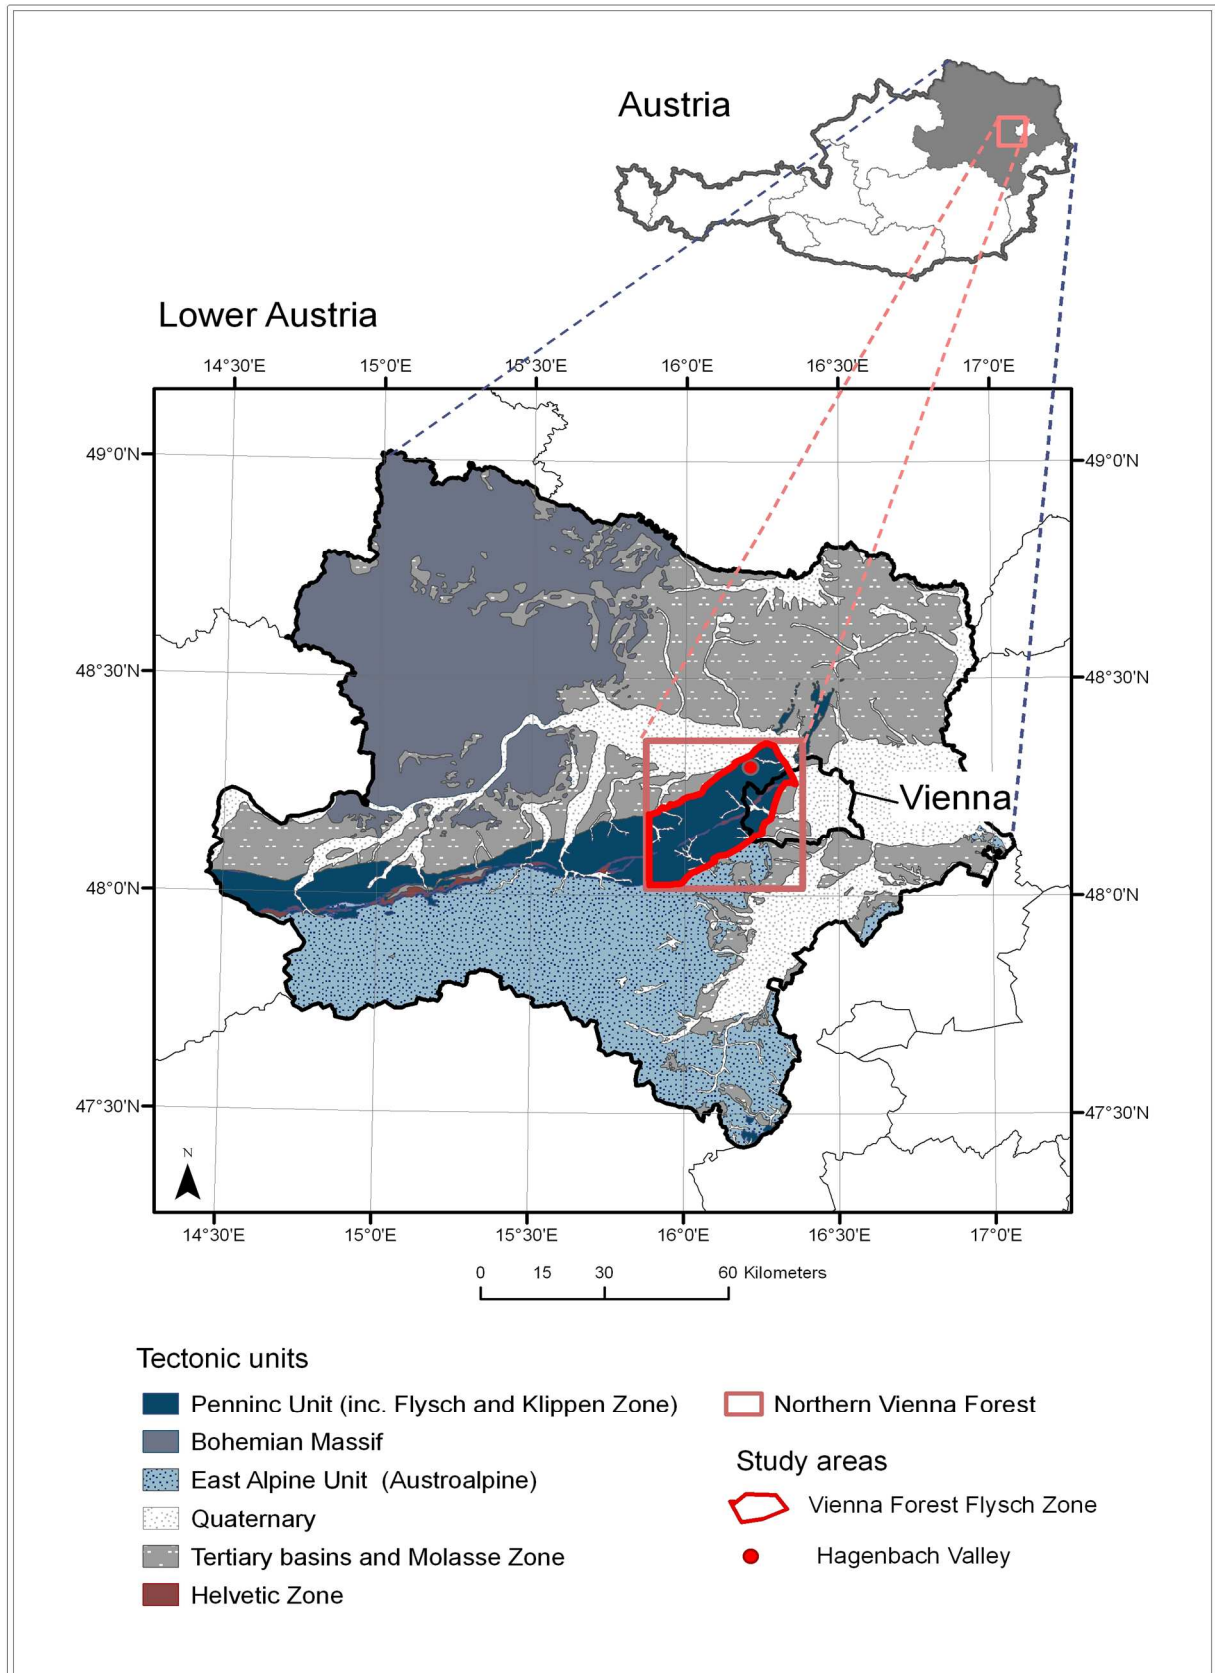 Austria
Lower Austria
14°30'E 15°0'E 15°30'E 16°0'E 16°30'E 17°0'E
49°0'N 49°0'N
48°30'N 48°30'N
Vienna
48°0'N 48°0'N
47°30'N 47°30'N
N
14°30'E 15°0'E 15°30'E 16°0'E 16°30'E 17°0'E
0 15 30 60 Kilometers
Tectonic units
Penninc Unit (inc. Flysch and Klippen Zone)
Bohemian Massif
East Alpine Unit (Austroalpine)
Quaternary
Tertiary basins and Molasse Zone
Helvetic Zone
Northern Vienna Forest
Study areas
Vienna Forest Flysch Zone
Hagenbach Valley